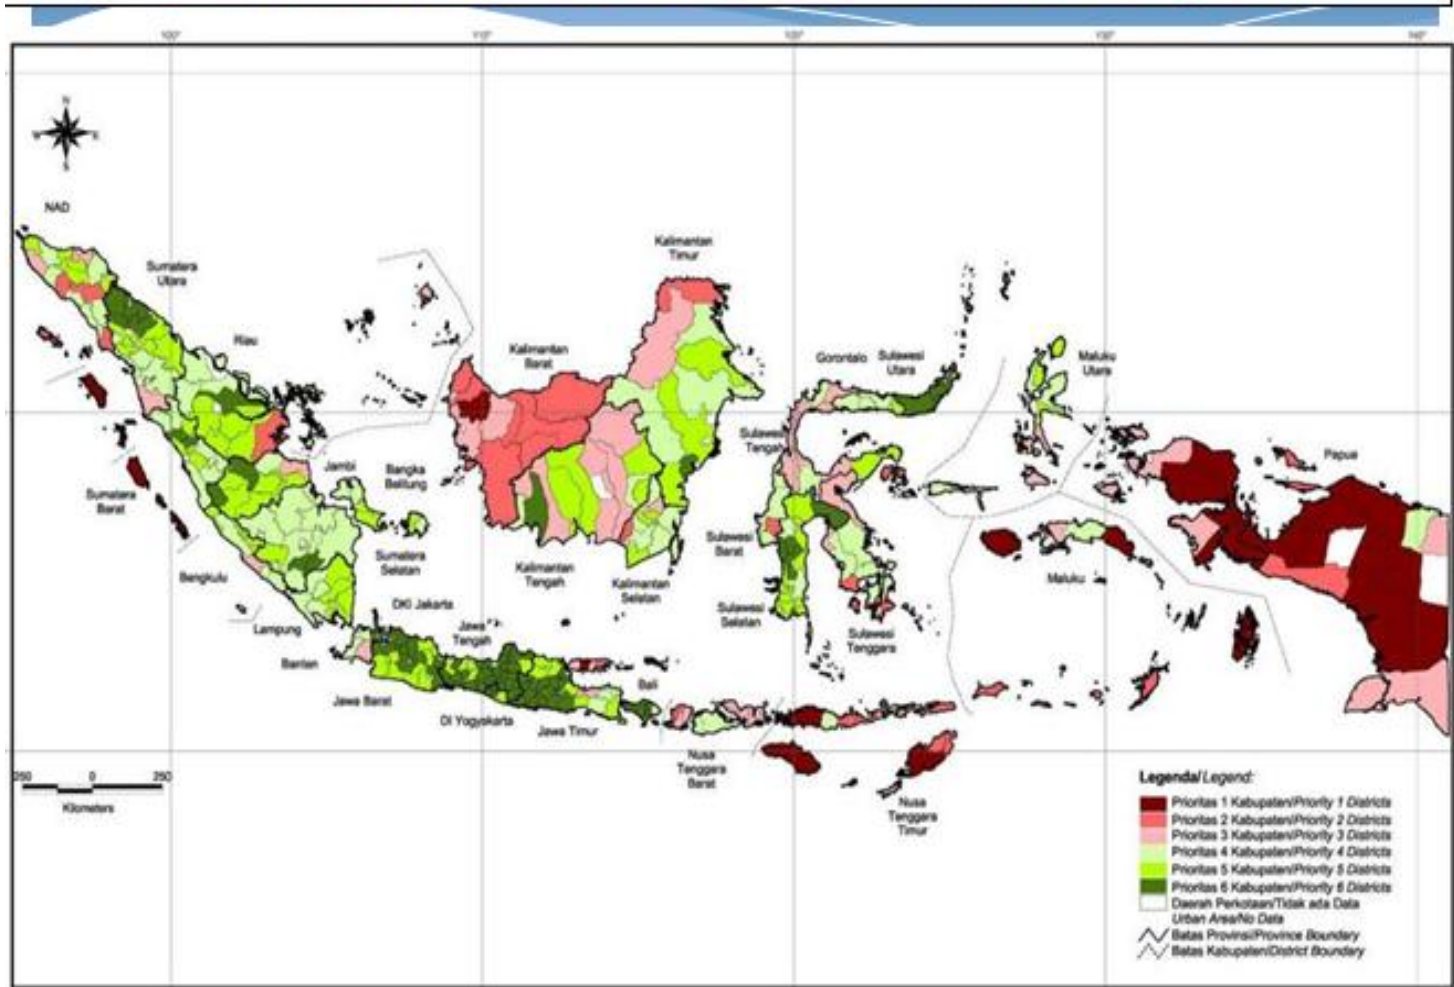 100°
110°
120°
130°
140°
N
W
E
S
NAD
Sumatera
Utara
Riau
Kalimantan
Timur
Kalimantan
Barat
Gorontalo
Sulawesi
Utara
Maluku
Utara
Sulawesi
Tengah
Papua
Jambi
Bangka
Belitung
Sumatera
Barat
Sumatera
Selatan
Bengkulu
Kalimantan
Tengah
Kalimantan
Selatan
Sulawesi
Barat
Maluku
DKI Jakarta
Lampung
Jawa
Tengah
Sulawesi
Selatan
Sulawesi
Tenggara
Banten
Bali
Jawa Barat
DI Yogyakarta
Jawa Timur
Nusa
Tenggara
Barat
Nusa
Tenggara
Timur
250 0 250
Kilometers
Legenda/Legend:
Prioritas 1 Kabupaten/Priority 1 Districts
Prioritas 2 Kabupaten/Priority 2 Districts
Prioritas 3 Kabupaten/Priority 3 Districts
Prioritas 4 Kabupaten/Priority 4 Districts
Prioritas 5 Kabupaten/Priority 5 Districts
Prioritas 6 Kabupaten/Priority 6 Districts
Daerah Perkotaan/Tidak ada Data
Urban Area/No Data
Batas Provinsi/Province Boundary
Batas Kabupaten/District Boundary